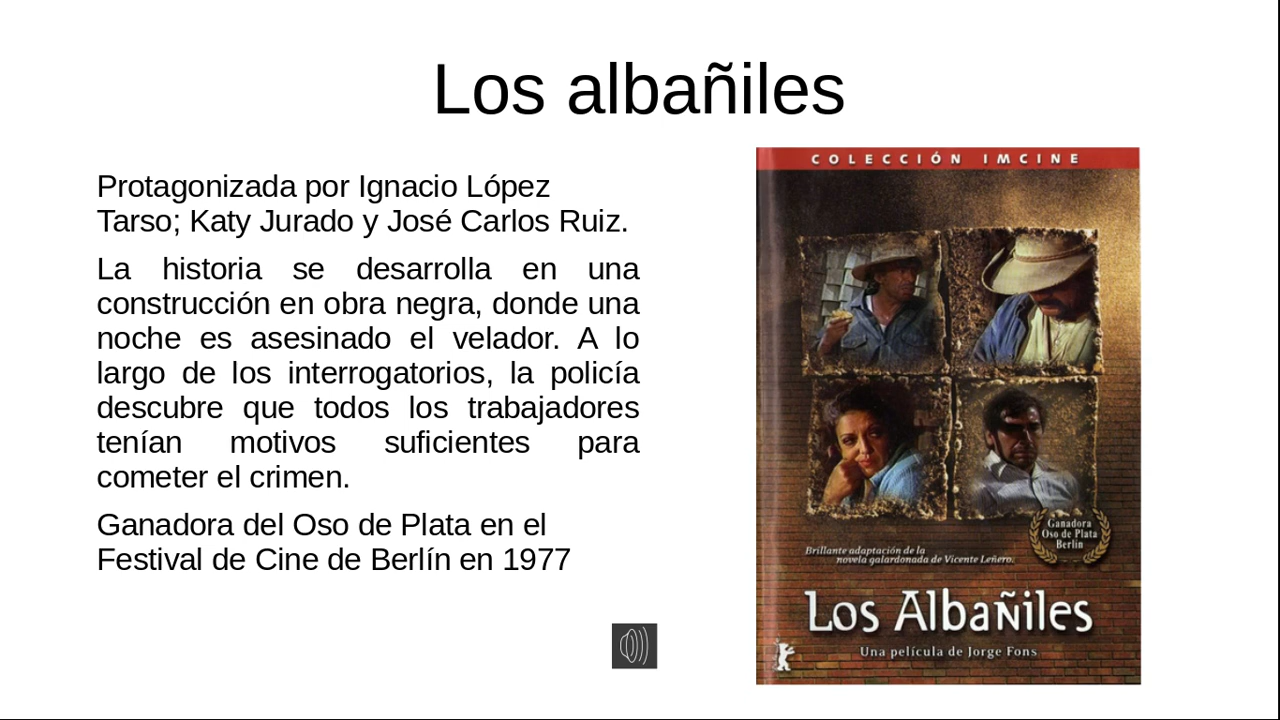 Los albañiles
Protagonizada por Ignacio López
Tarso; Katy Jurado y José Carlos Ruiz.
La historia se desarrolla en una
construcción en obra negra, donde una
noche es asesinado el velador. A lo
largo de los interrogatorios, la policía
descubre que todos los trabajadores
tenían motivos suficientes para
cometer el crimen.
Ganadora del Oso de Plata en el
Festival de Cine de Berlín en 1977
COLECCIÓN IMCINE
Ganadora
Oso de Plata
Berlin
Brillante adaptación de la
novela galardonada de Vicente Leñero.
Los Albañiles
Una película de Jorge Fons